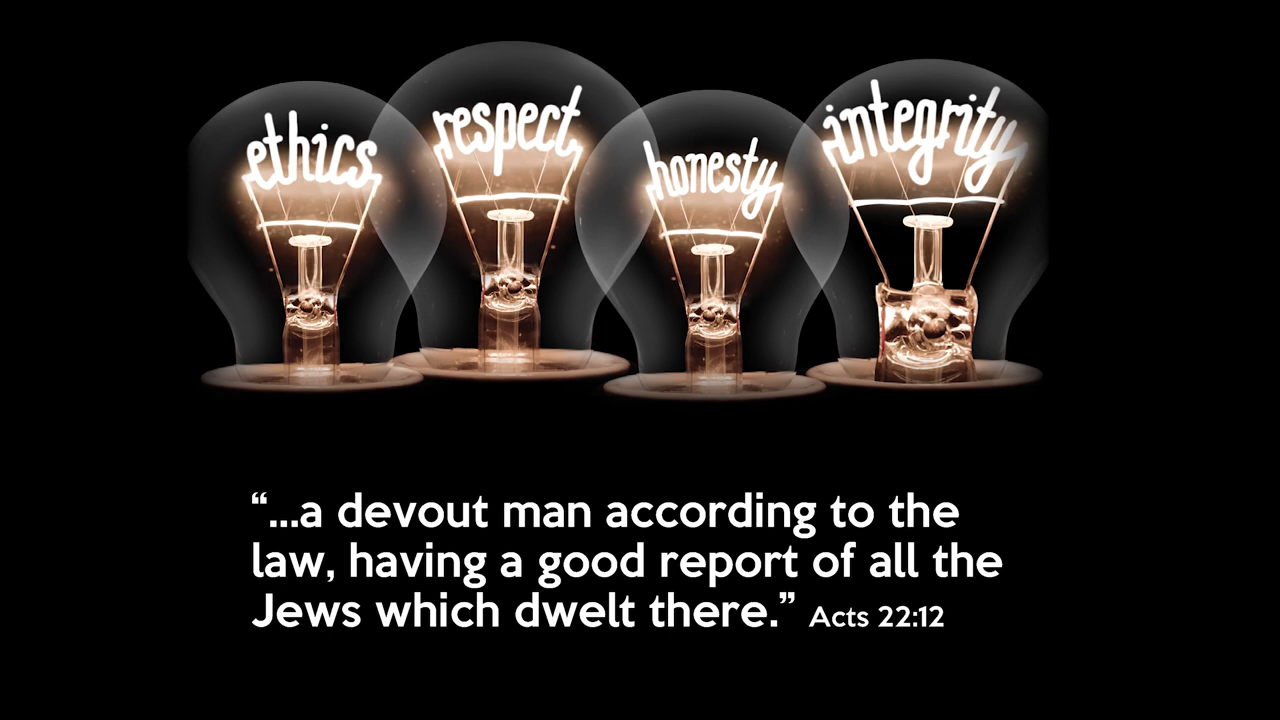 ethics
respect
honesty
integrity
“...a devout man according to the
law, having a good report of all the
Jews which dwelt there.” Acts 22:12